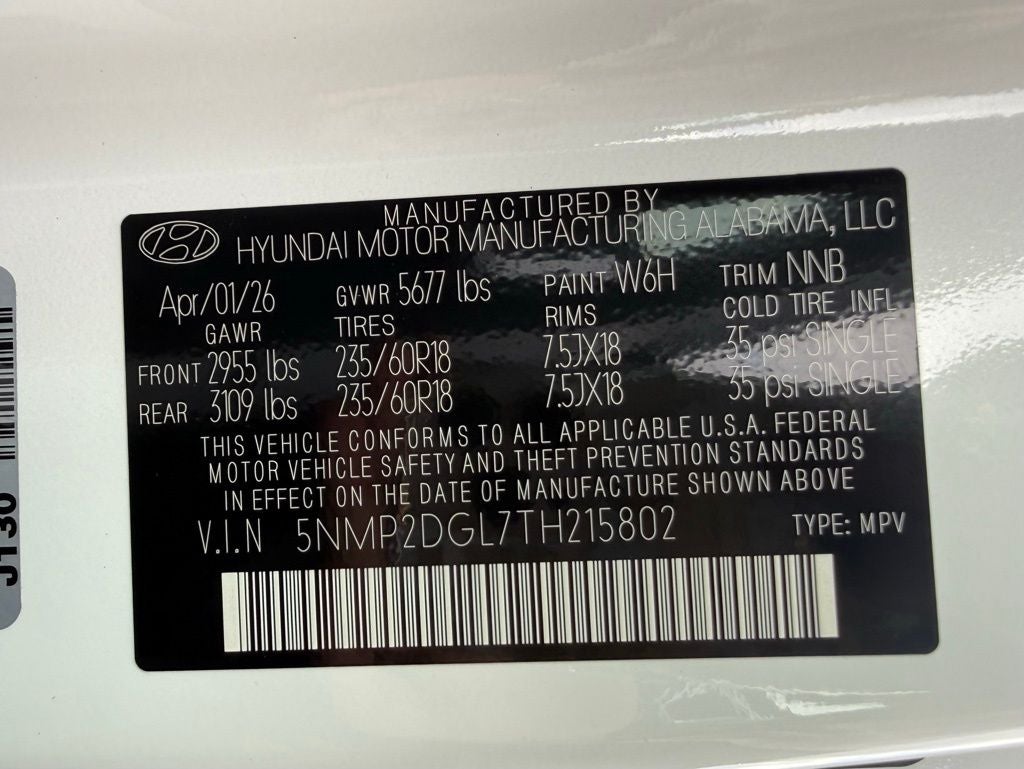 MANUFACTURED BY
HYUNDAI MOTOR MANUFACTURING ALABAMA, LLC
Apr/01/26 GVWR 5677 lbs PAINT W6H TRIM NNB
GAWR TIRES RIMS COLD TIRE INFL
FRONT 2955 lbs 235/60R18 7.5JX18 35 psi SINGLE
REAR 3109 lbs 235/60R18 7.5JX18 35 psi SINGLE
THIS VEHICLE CONFORMS TO ALL APPLICABLE U.S.A. FEDERAL
MOTOR VEHICLE SAFETY AND THEFT PREVENTION STANDARDS
IN EFFECT ON THE DATE OF MANUFACTURE SHOWN ABOVE
V.I.N 5NMP2DGL7TH215802 TYPE: MPV
J130